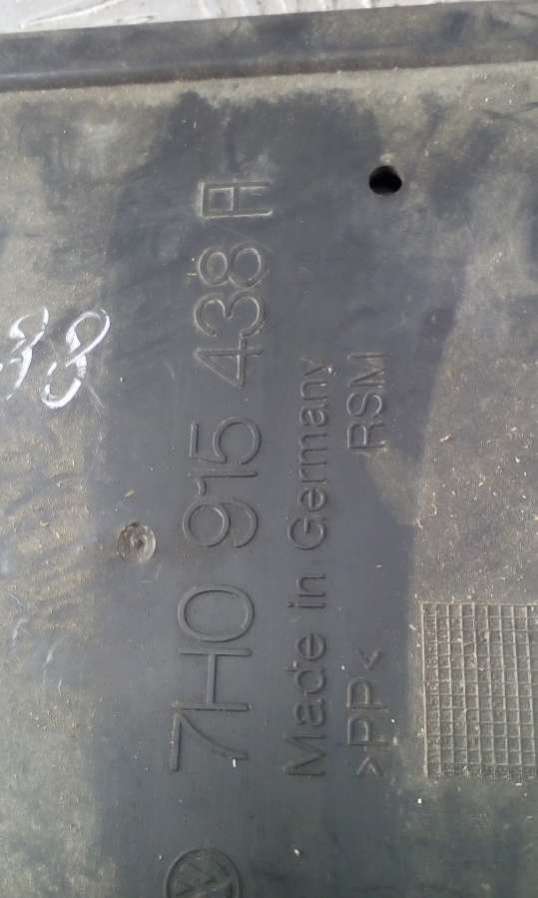 7H0 915 438 A
Made in Germany
>PP< RSM